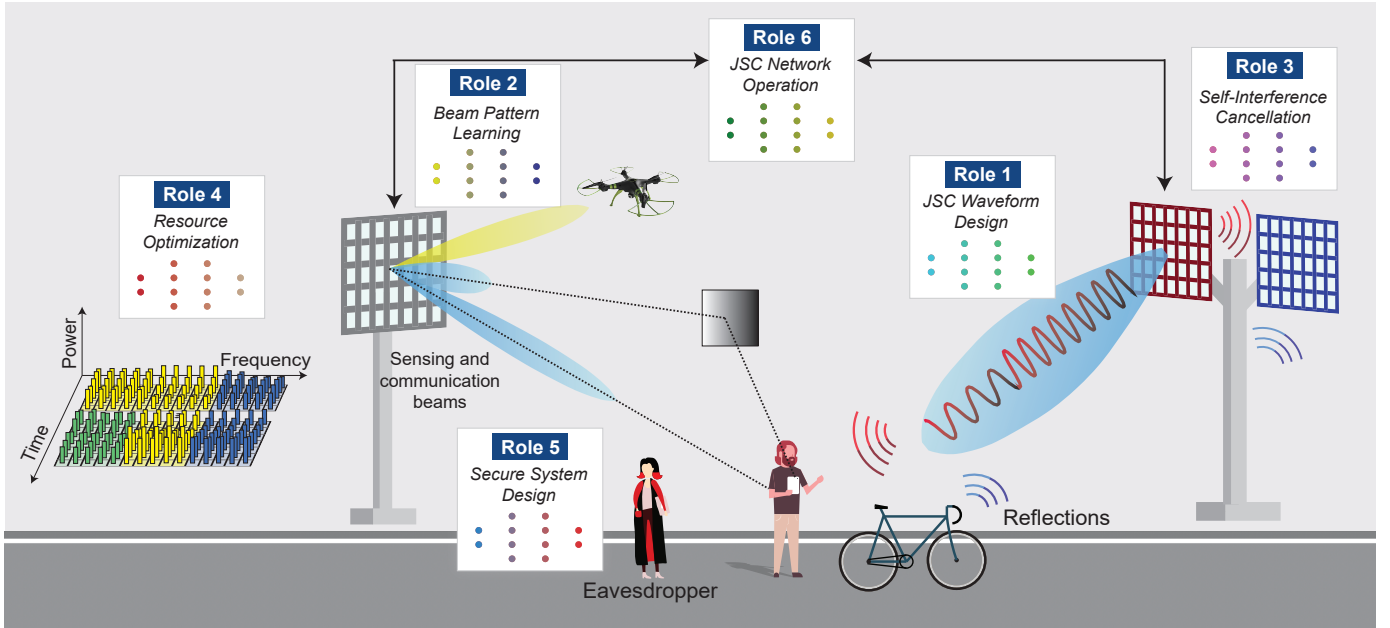 Role 6
JSC Network
Operation
Role 2
Beam Pattern
Learning
Role 3
Self-Interference
Cancellation
Role 4
Resource
Optimization
Role 1
JSC Waveform
Design
Power
Frequency
Time
Sensing and
communication
beams
Role 5
Secure System
Design
Eavesdropper
Reflections